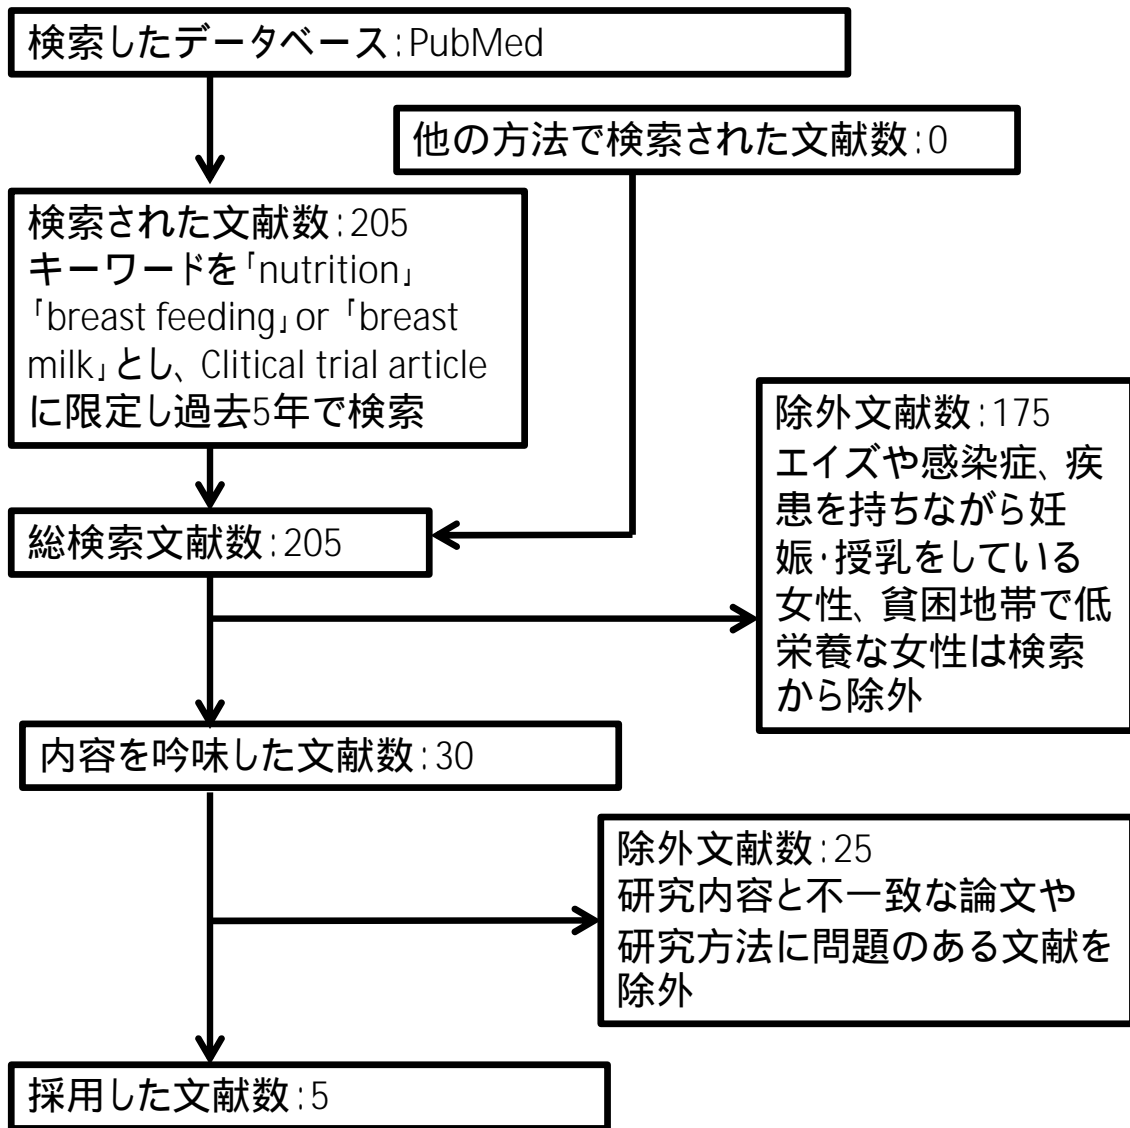 検索したデータベース:PubMed
他の方法で検索された文献数:0
検索された文献数:205
キーワードを「nutrition」
「breast feeding」or「breast
milk」とし、Clitical trial article
に限定し過去5年で検索
総検索文献数:205
除外文献数:175
エイズや感染症、疾
患を持ちながら妊
娠・授乳をしている
女性、貧困地帯で低
栄養な女性は検索
から除外
内容を吟味した文献数:30
除外文献数:25
研究内容と不一致な論文や
研究方法に問題のある文献を
除外
採用した文献数:5